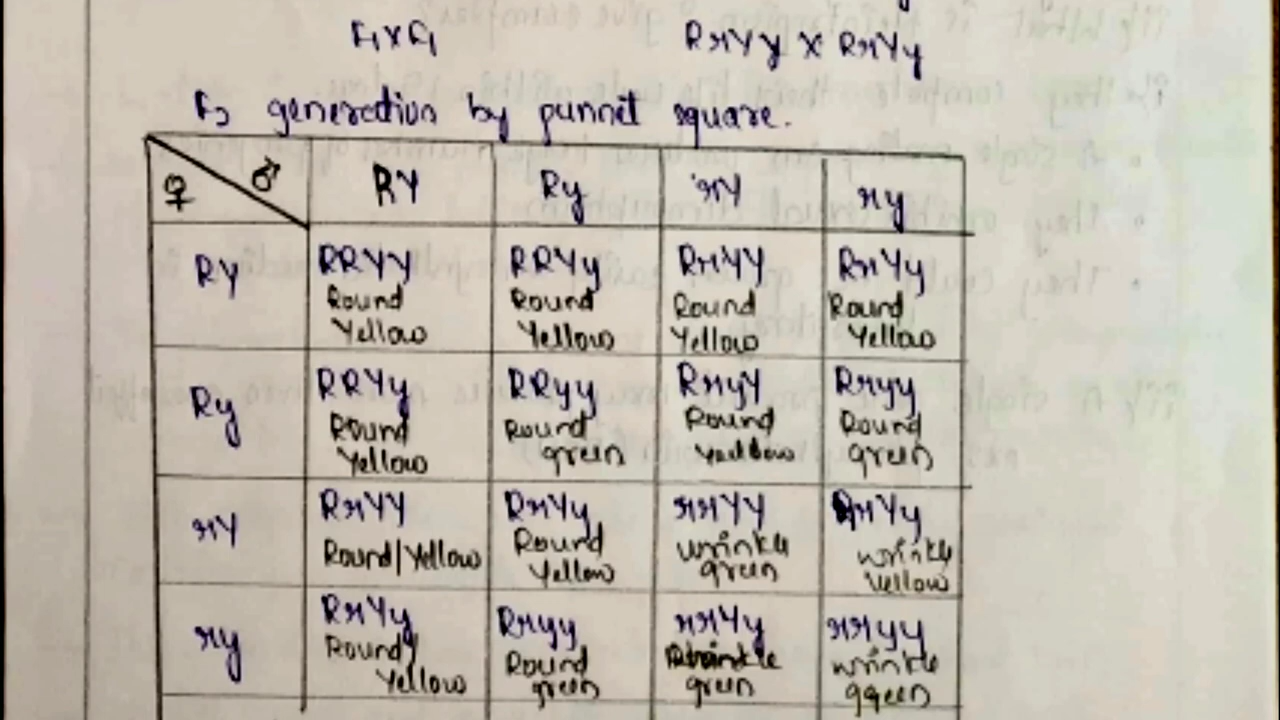 F₁ x F₁ RrYy x RrYy
F₂ generection by punnit square.
♀ ♂ RY Ry rY ry
RY RRYY RRYy RrYY RrYy
Round Round Round Round
Yellow Yellow Yellow Yellow
Ry RRYy RRyy RryY Rryy
Round Round Round Round
Yellow green Yellow green
rY RrYY RrYy rrYY RrYy
Round/Yellow Round wrinkle wrinkle
Yellow green Yellow
ry RrYy Rryy rrYy rryy
Round Round wrinkle wrinkle
Yellow green green green